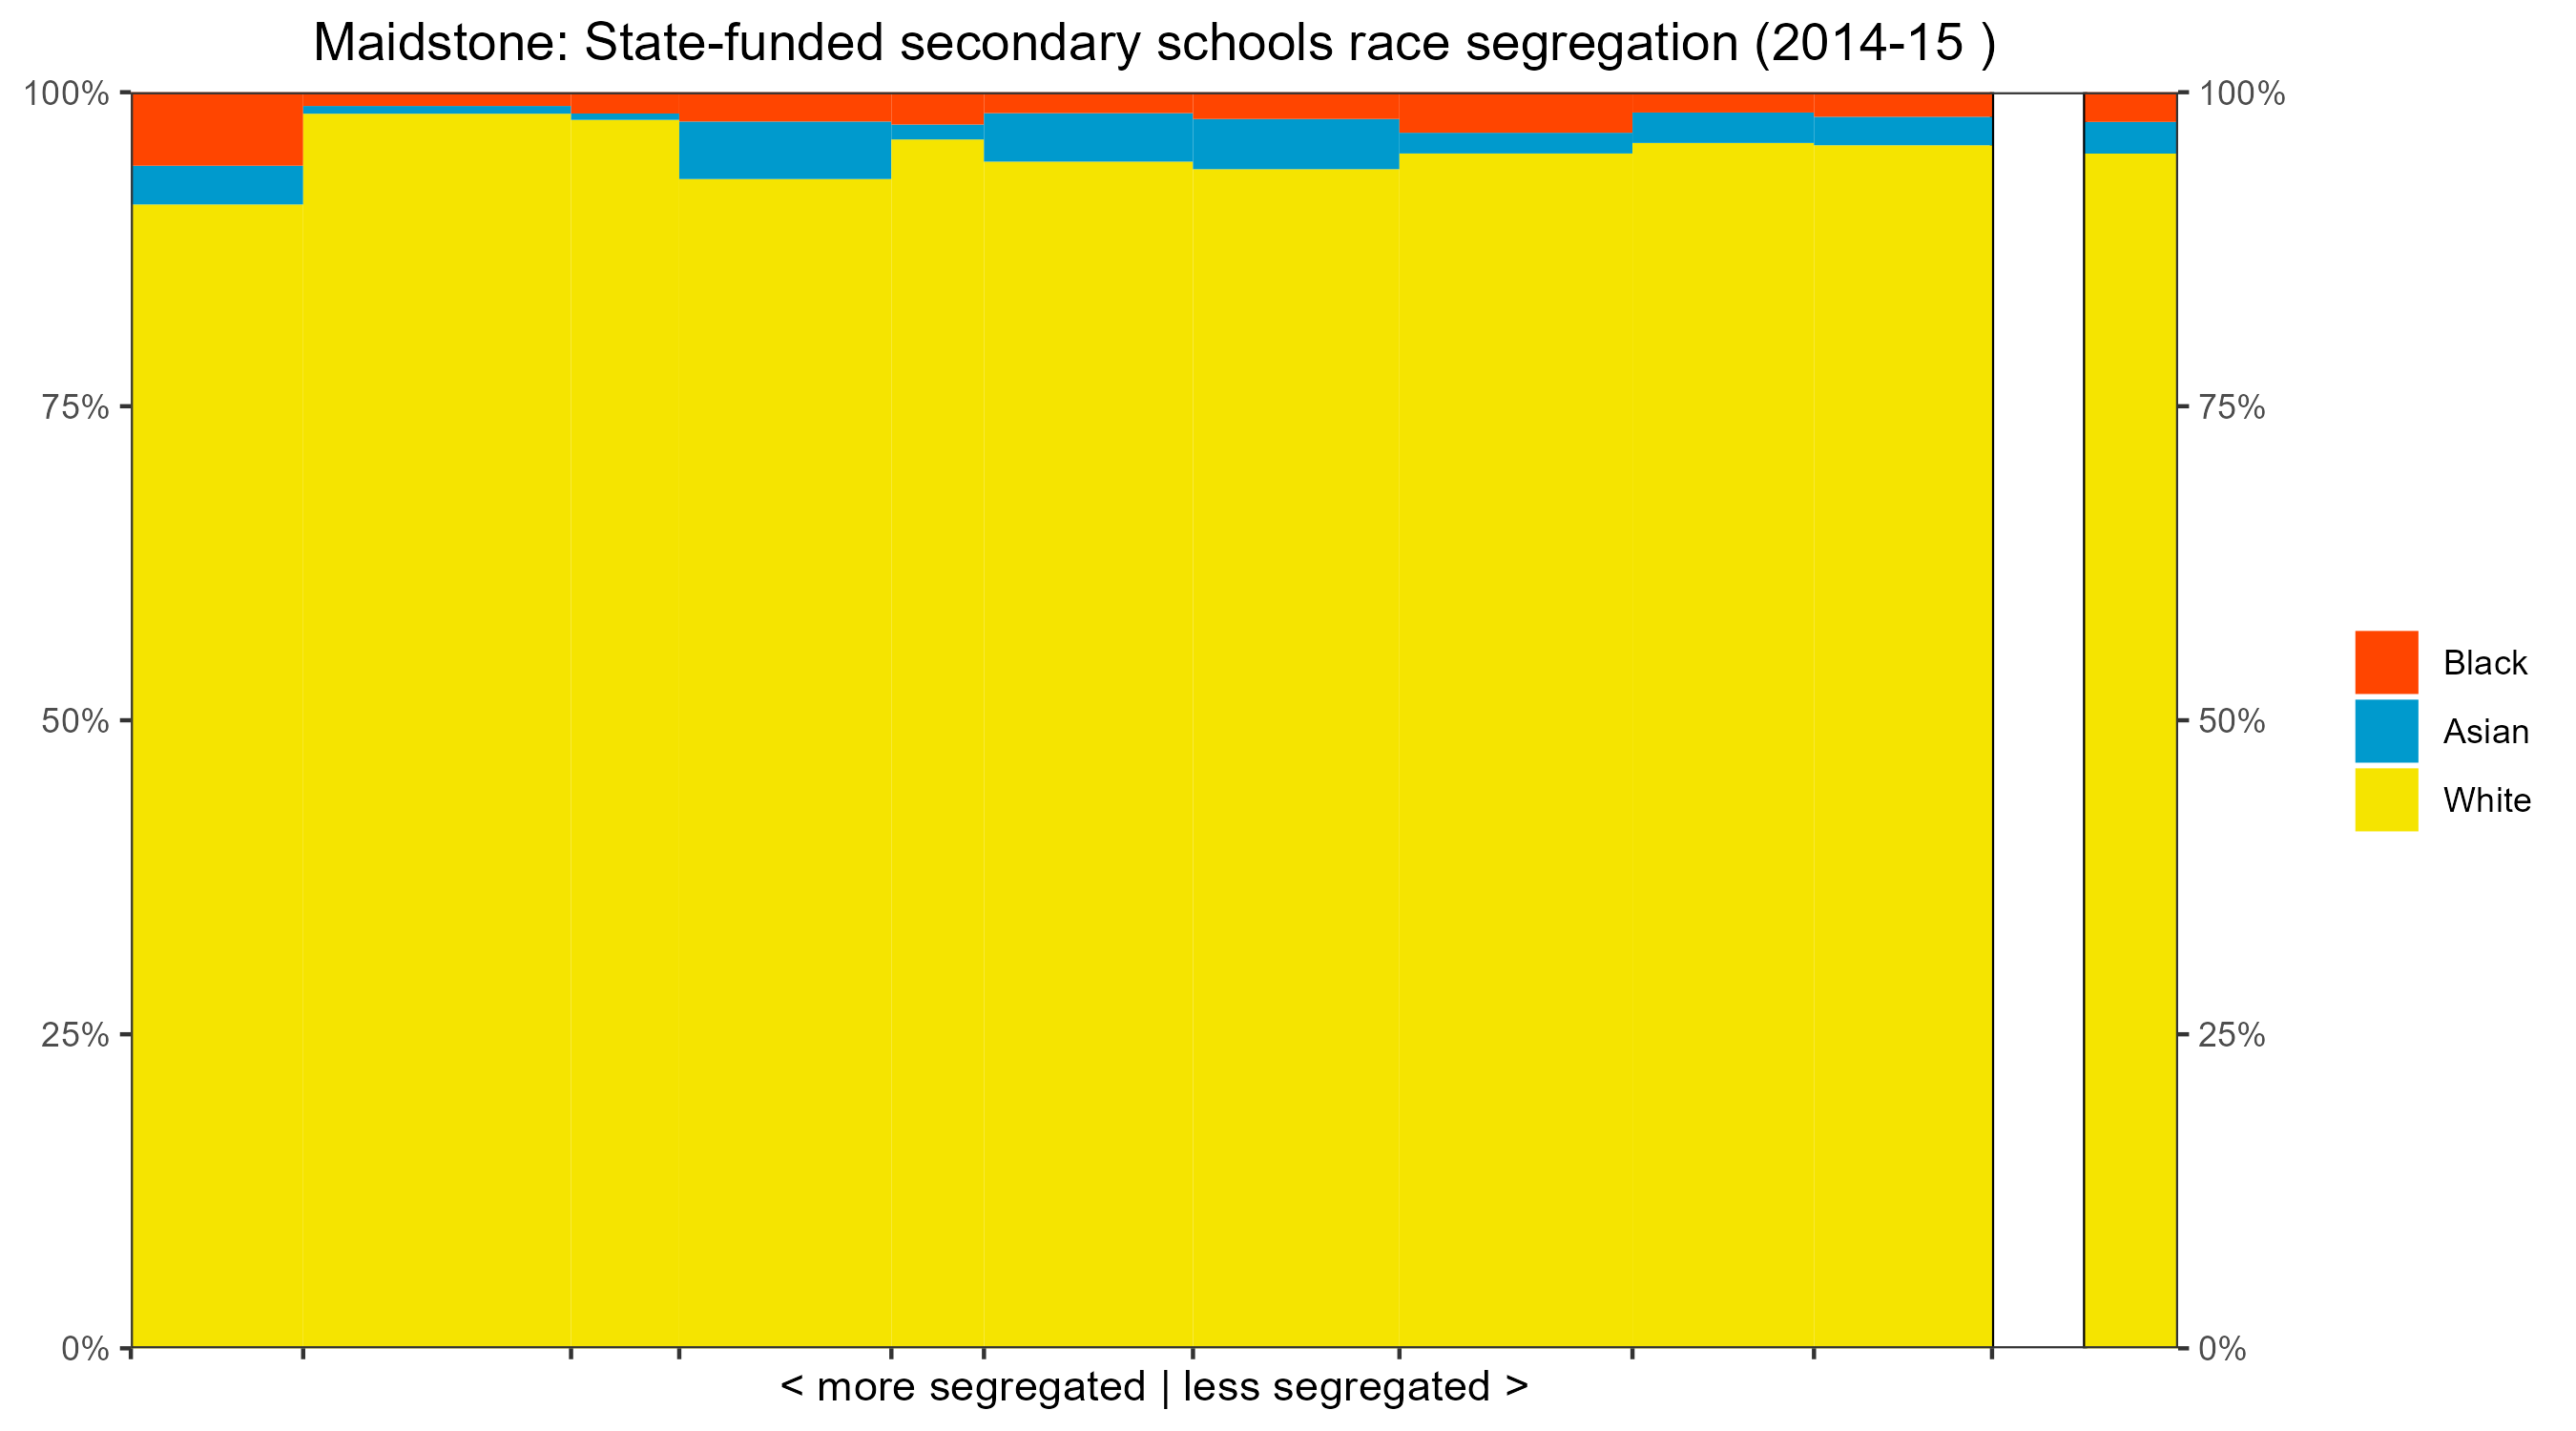 Maidstone: State-funded secondary schools race segregation (2014-15 )
100%
75%
50%
25%
0%
100%
75%
50%
25%
0%
Black
Asian
White
< more segregated | less segregated >